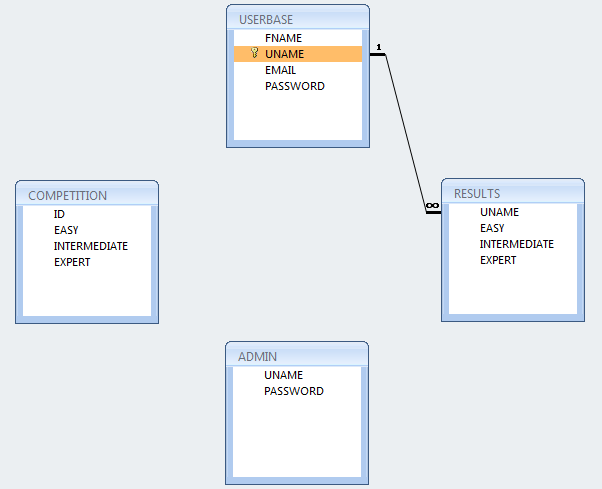 USERBASE
FNAME
UNAME
EMAIL
PASSWORD
1
COMPETITION
ID
EASY
INTERMEDIATE
EXPERT
∞
RESULTS
UNAME
EASY
INTERMEDIATE
EXPERT
ADMIN
UNAME
PASSWORD